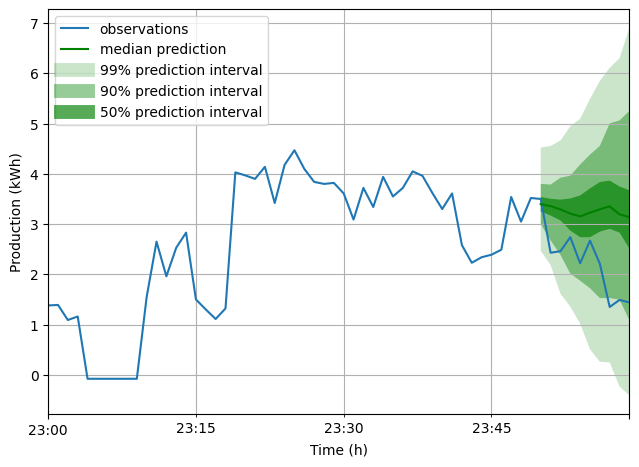 observations
median prediction
99% prediction interval
90% prediction interval
50% prediction interval
7
6
5
4
3
2
1
0
Production (kWh)
23:00
23:15
23:30
23:45
Time (h)